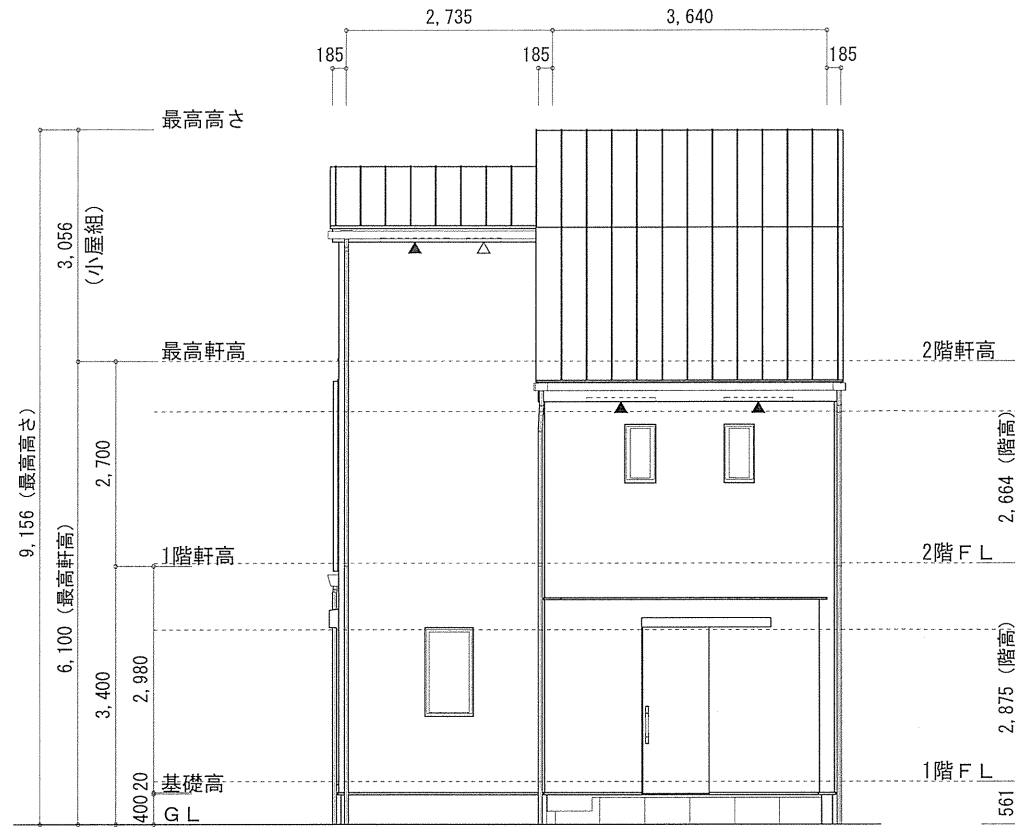 2,735
3,640
185
185
185
最高高さ
3,056
(小屋組)
最高軒高
2階軒高
9,156 (最高高さ)
6,100 (最高軒高)
2,700
2,664 (階高)
1階軒高
2階ＦＬ
3,400
2,980
2,875 (階高)
1階ＦＬ
基礎高
20
400
ＧＬ
561